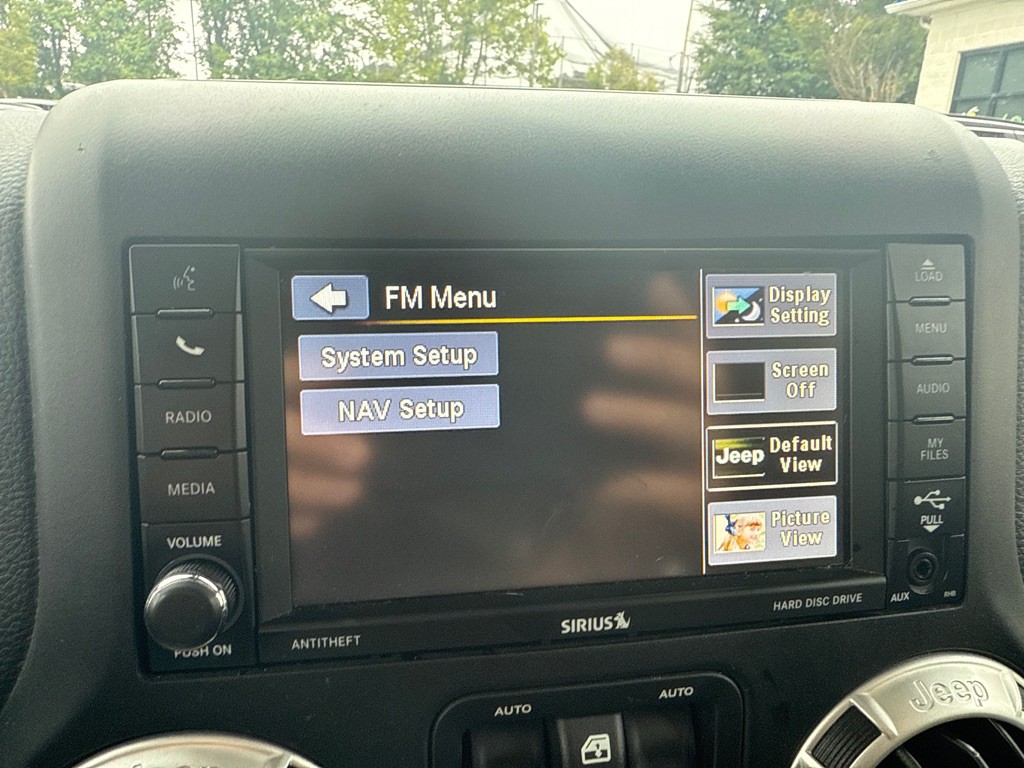 FM Menu
System Setup
NAV Setup
Display
Setting
Screen
Off
Jeep
Default
View
Picture
View
RADIO
MEDIA
VOLUME
PUSH ON
LOAD
MENU
AUDIO
MY
FILES
PULL
AUX
RHB
ANTITHEFT
SIRIUS
HARD DISC DRIVE
AUTO
AUTO
Jeep